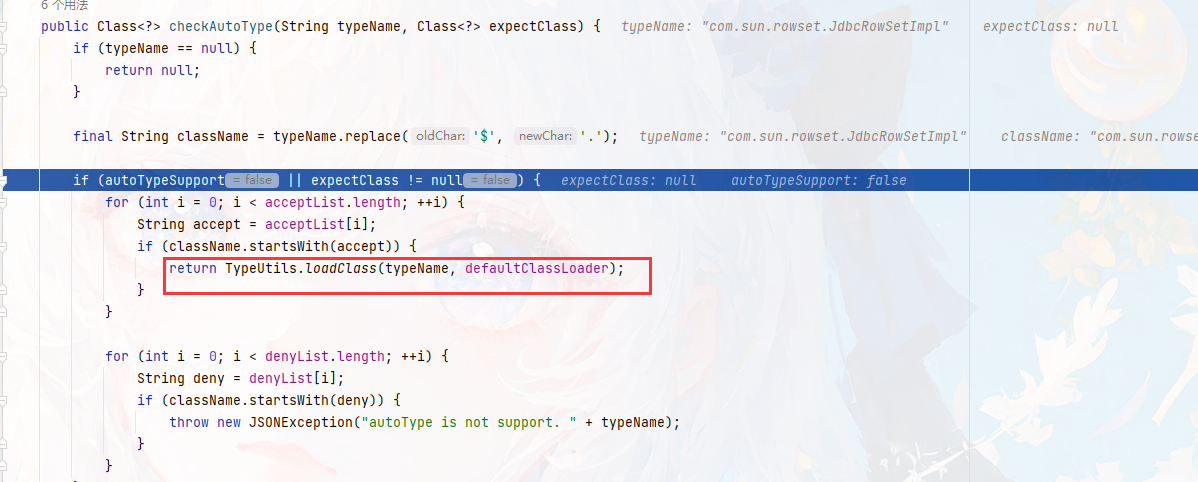 6 个用法
public Class<?> checkAutoType(String typeName, Class<?> expectClass) { typeName: "com.sun.rowset.JdbcRowSetImpl" expectClass: null
if (typeName == null) {
return null;
}
final String className = typeName.replace( oldChar: '$', newChar: '.'); typeName: "com.sun.rowset.JdbcRowSetImpl" className: "com.sun.rows
if (autoTypeSupport = false || expectClass != null = false ) { expectClass: null autoTypeSupport: false
for (int i = 0; i < acceptList.length; ++i) {
String accept = acceptList[i];
if (className.startsWith(accept)) {
return TypeUtils.loadClass(typeName, defaultClassLoader);
}
}
for (int i = 0; i < denyList.length; ++i) {
String deny = denyList[i];
if (className.startsWith(deny)) {
throw new JSONException("autoType is not support. " + typeName);
}
}